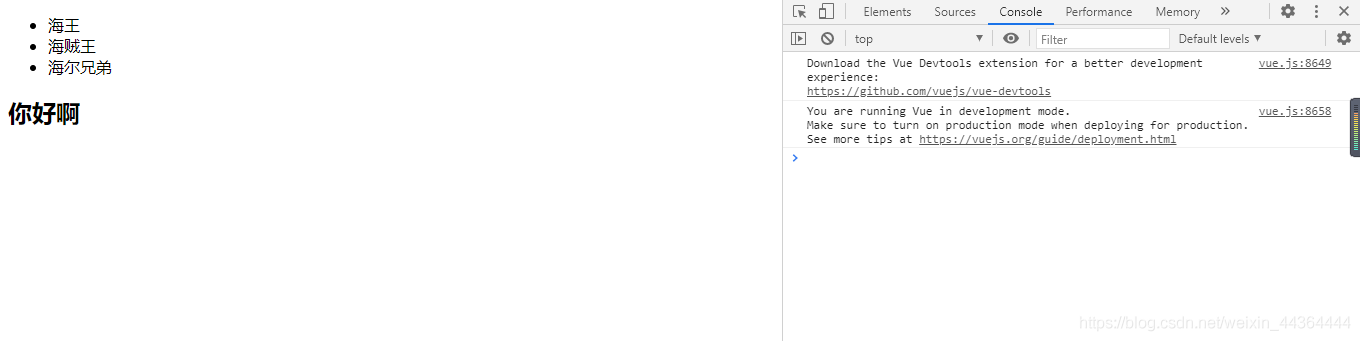 海王
海贼王
海尔兄弟
你好啊
Elements Sources Console Performance Memory
top Filter Default levels
Download the Vue Devtools extension for a better development vue.js:8649
experience:
https://github.com/vuejs/vue-devtools
You are running Vue in development mode. vue.js:8658
Make sure to turn on production mode when deploying for production.
See more tips at https://vuejs.org/guide/deployment.html
https://blog.csdn.net/weixin_44364444